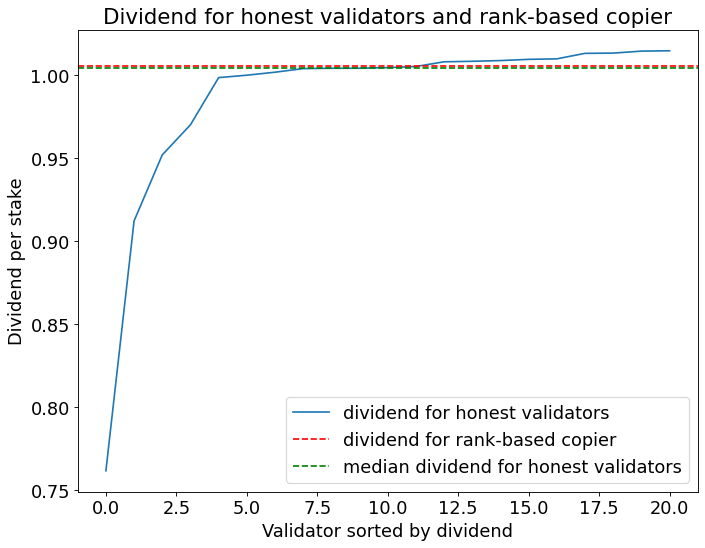 Dividend for honest validators and rank-based copier
Dividend per stake
1.00
0.95
0.90
0.85
0.80
0.75
dividend for honest validators
dividend for rank-based copier
median dividend for honest validators
0.0 2.5 5.0 7.5 10.0 12.5 15.0 17.5 20.0
Validator sorted by dividend